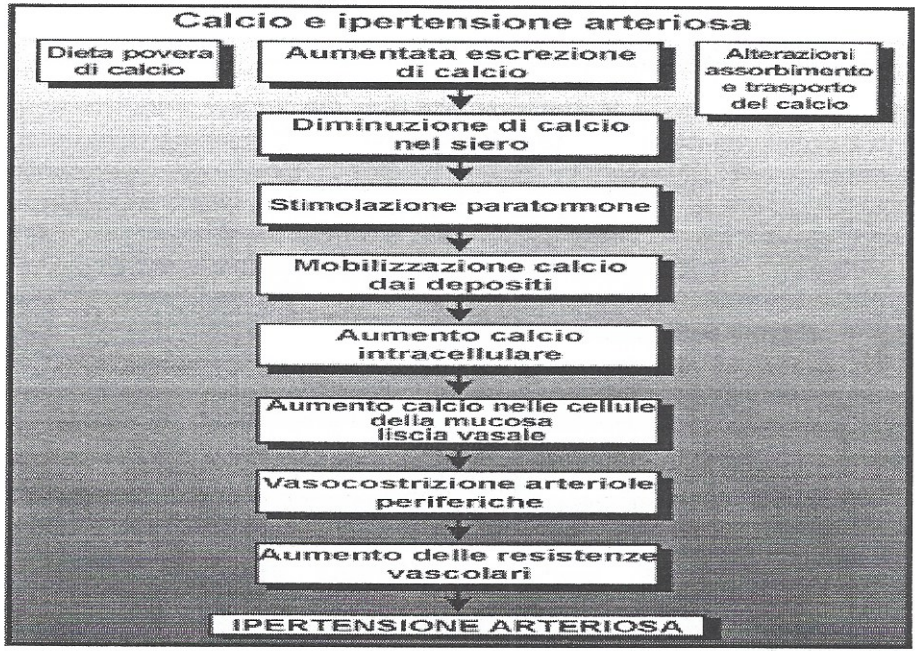 Calcio e ipertensione arteriosa
Dieta povera
di calcio
Aumentata escrezione
di calcio
Alterazioni
assorbimento
e trasporto
del calcio
Diminuzione di calcio
nel siero
Stimolazione paratormone
Mobilizzazione calcio
dai depositi
Aumento calcio
intracellulare
Aumento calcio nelle cellule
della mucosa
liscia vasale
Vasocostrizione arteriole
periferiche
Aumento delle resistenze
vascolari
IPERTENSIONE ARTERIOSA